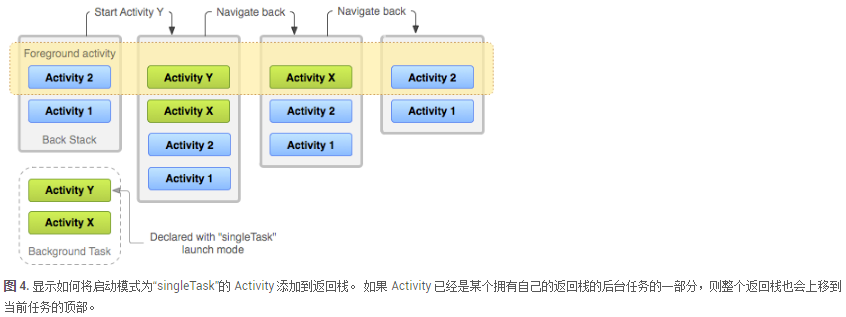 Start Activity Y
Navigate back
Navigate back
Foreground activity
Activity 2
Activity 1
Back Stack
Activity Y
Activity X
Activity 2
Activity 1
Activity X
Activity 2
Activity 1
Activity 2
Activity 1
Activity Y
Activity X
Background Task
Declared with "singleTask"
launch mode
图 4. 显示如何将启动模式为“singleTask”的 Activity 添加到返回栈。 如果 Activity 已经是某个拥有自己的返回栈的后台任务的一部分，则整个返回栈也会上移到
当前任务的顶部。